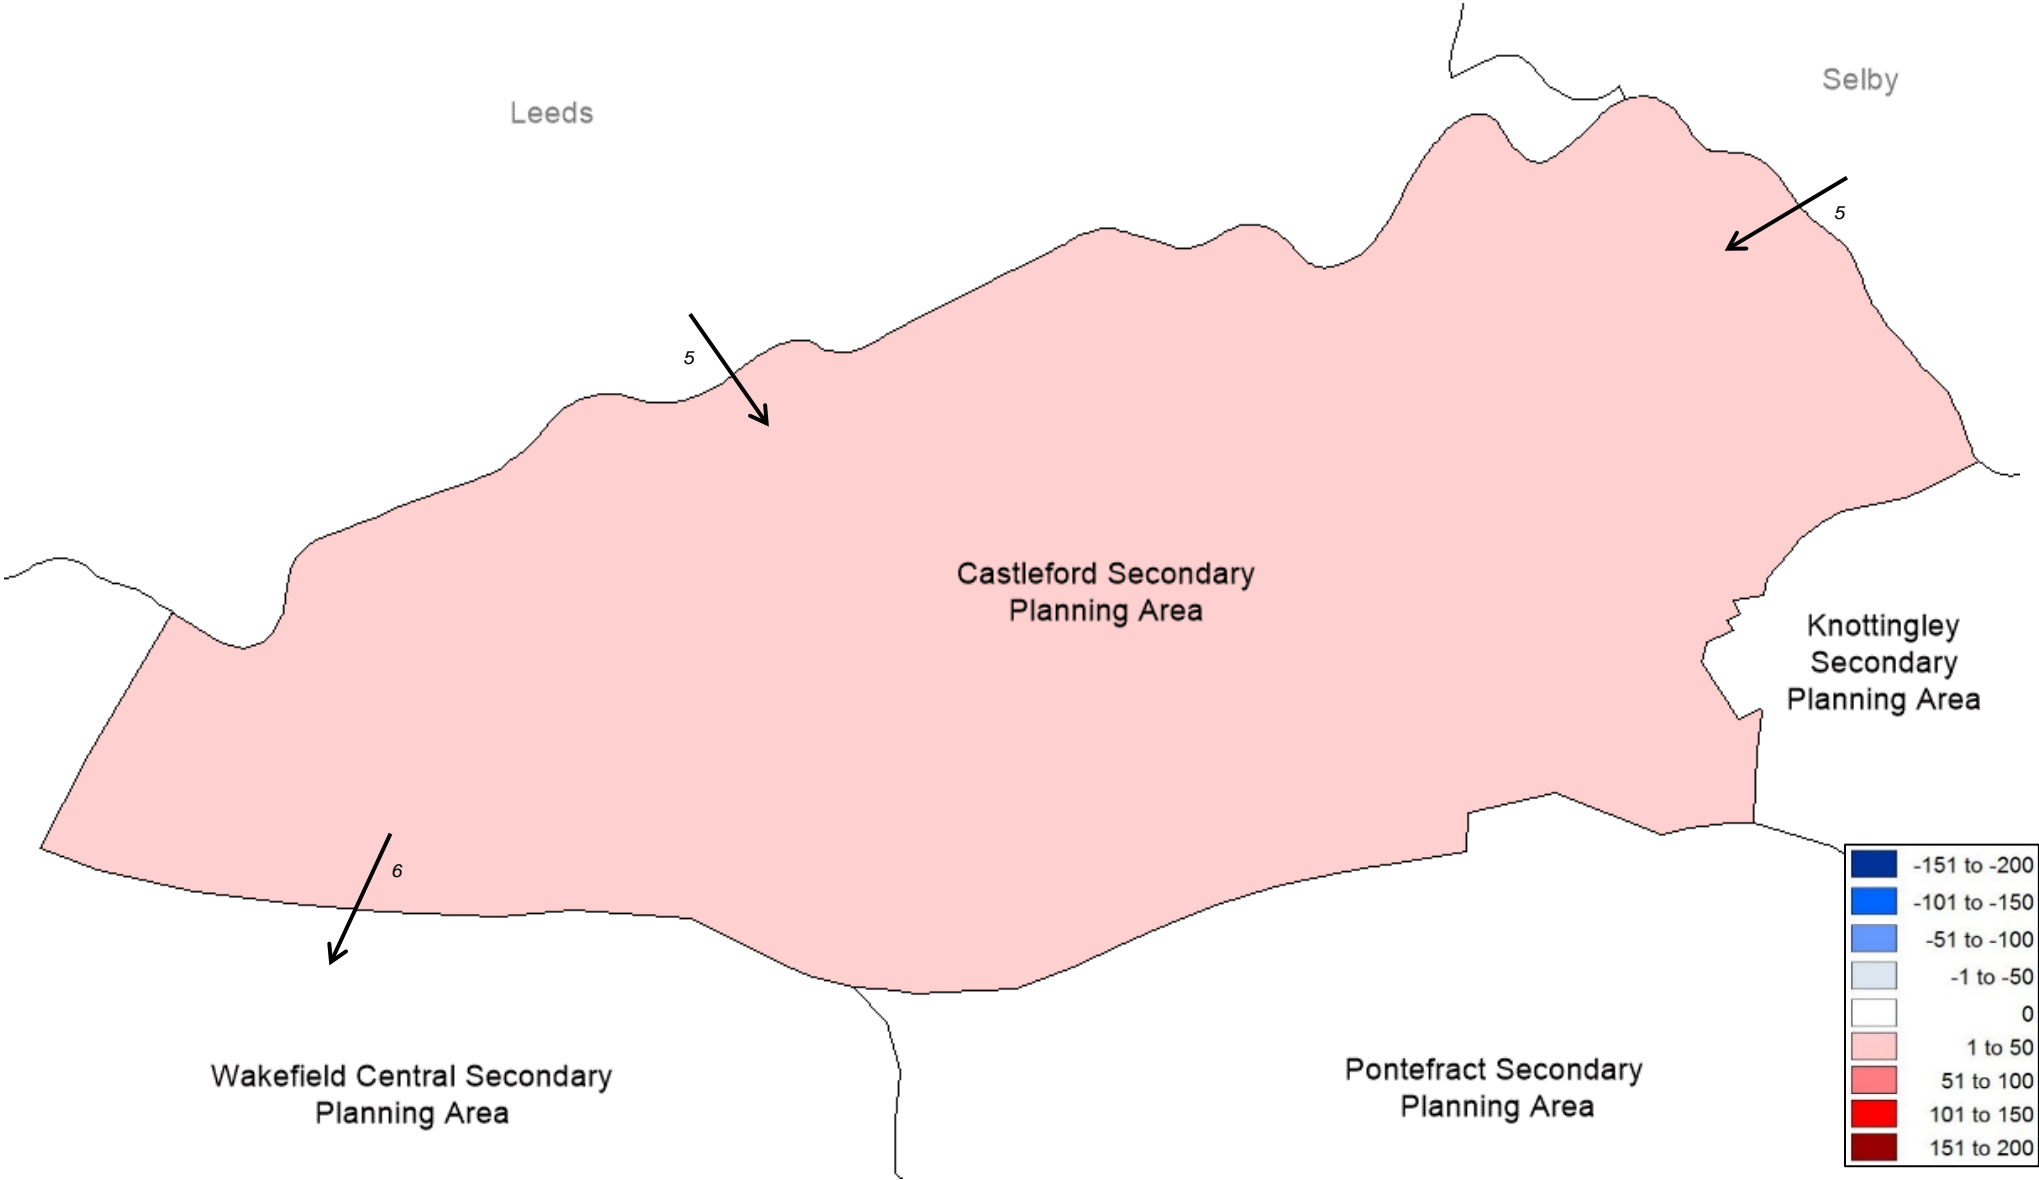 Selby
Leeds
5
5
Castleford Secondary
Planning Area
Knottingley
Secondary
Planning Area
6
Wakefield Central Secondary
Planning Area
Pontefract Secondary
Planning Area
-151 to -200
-101 to -150
-51 to -100
-1 to -50
0
1 to 50
51 to 100
101 to 150
151 to 200